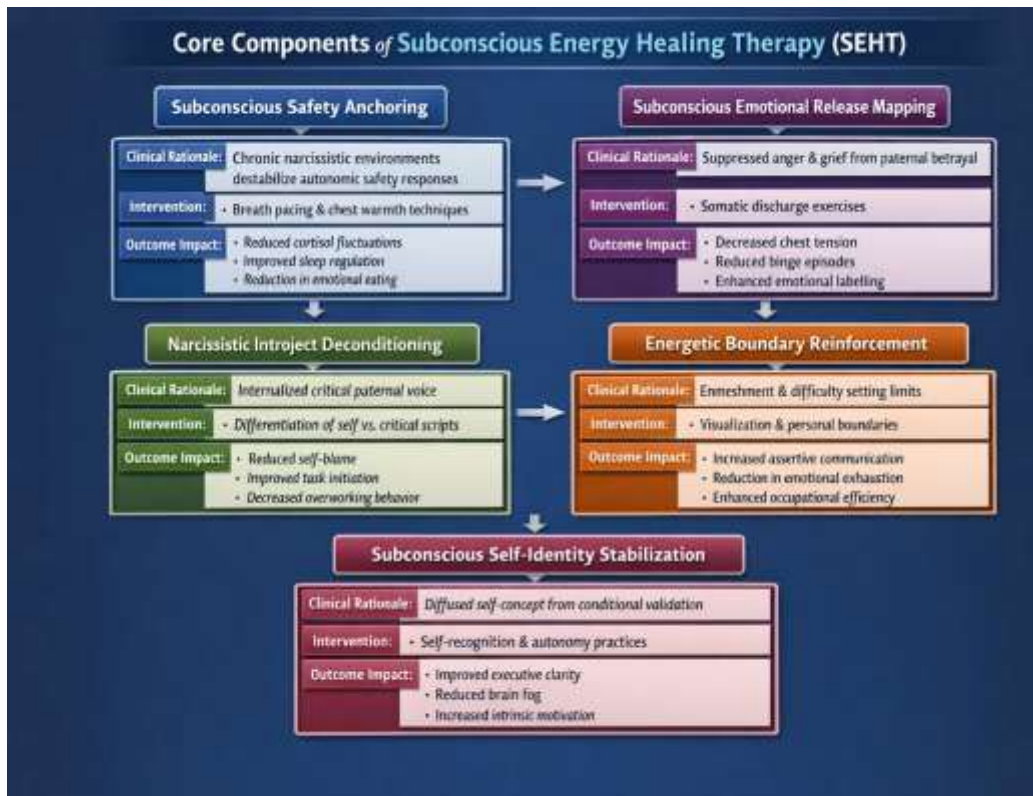 Core Components of Subconscious Energy Healing Therapy (SEHT)
Subconscious Safety Anchoring
Clinical Rationale: Chronic narcissistic environments
destabilize autonomic safety responses
Intervention: • Breath pacing & chest warmth techniques
Outcome Impact: • Reduced cortisol fluctuations
• Improved sleep regulation
• Reduction in emotional eating
Subconscious Emotional Release Mapping
Clinical Rationale: Suppressed anger & grief from paternal betrayal
Intervention: • Somatic discharge exercises
Outcome Impact: • Decreased chest tension
• Reduced binge episodes
• Enhanced emotional labelling
Narcissistic Introject Deconditioning
Clinical Rationale: Internalized critical paternal voice
Intervention: • Differentiation of self vs. critical scripts
Outcome Impact: • Reduced self-blame
• Improved task initiation
• Decreased overworking behavior
Energetic Boundary Reinforcement
Clinical Rationale: Enmeshment & difficulty setting limits
Intervention: • Visualization & personal boundaries
Outcome Impact: • Increased assertive communication
• Reduction in emotional exhaustion
• Enhanced occupational efficiency
Subconscious Self-Identity Stabilization
Clinical Rationale: Diffused self-concept from conditional validation
Intervention: • Self-recognition & autonomy practices
Outcome Impact: • Improved executive clarity
• Reduced brain fog
• Increased intrinsic motivation